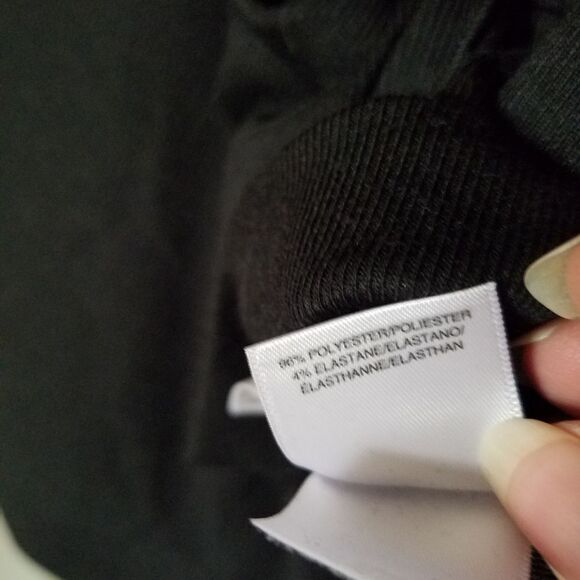 96% POLYESTER/POLIESTER
4% ELASTANE/ELASTANO/
ÉLASTHANNE/ELASTHAN